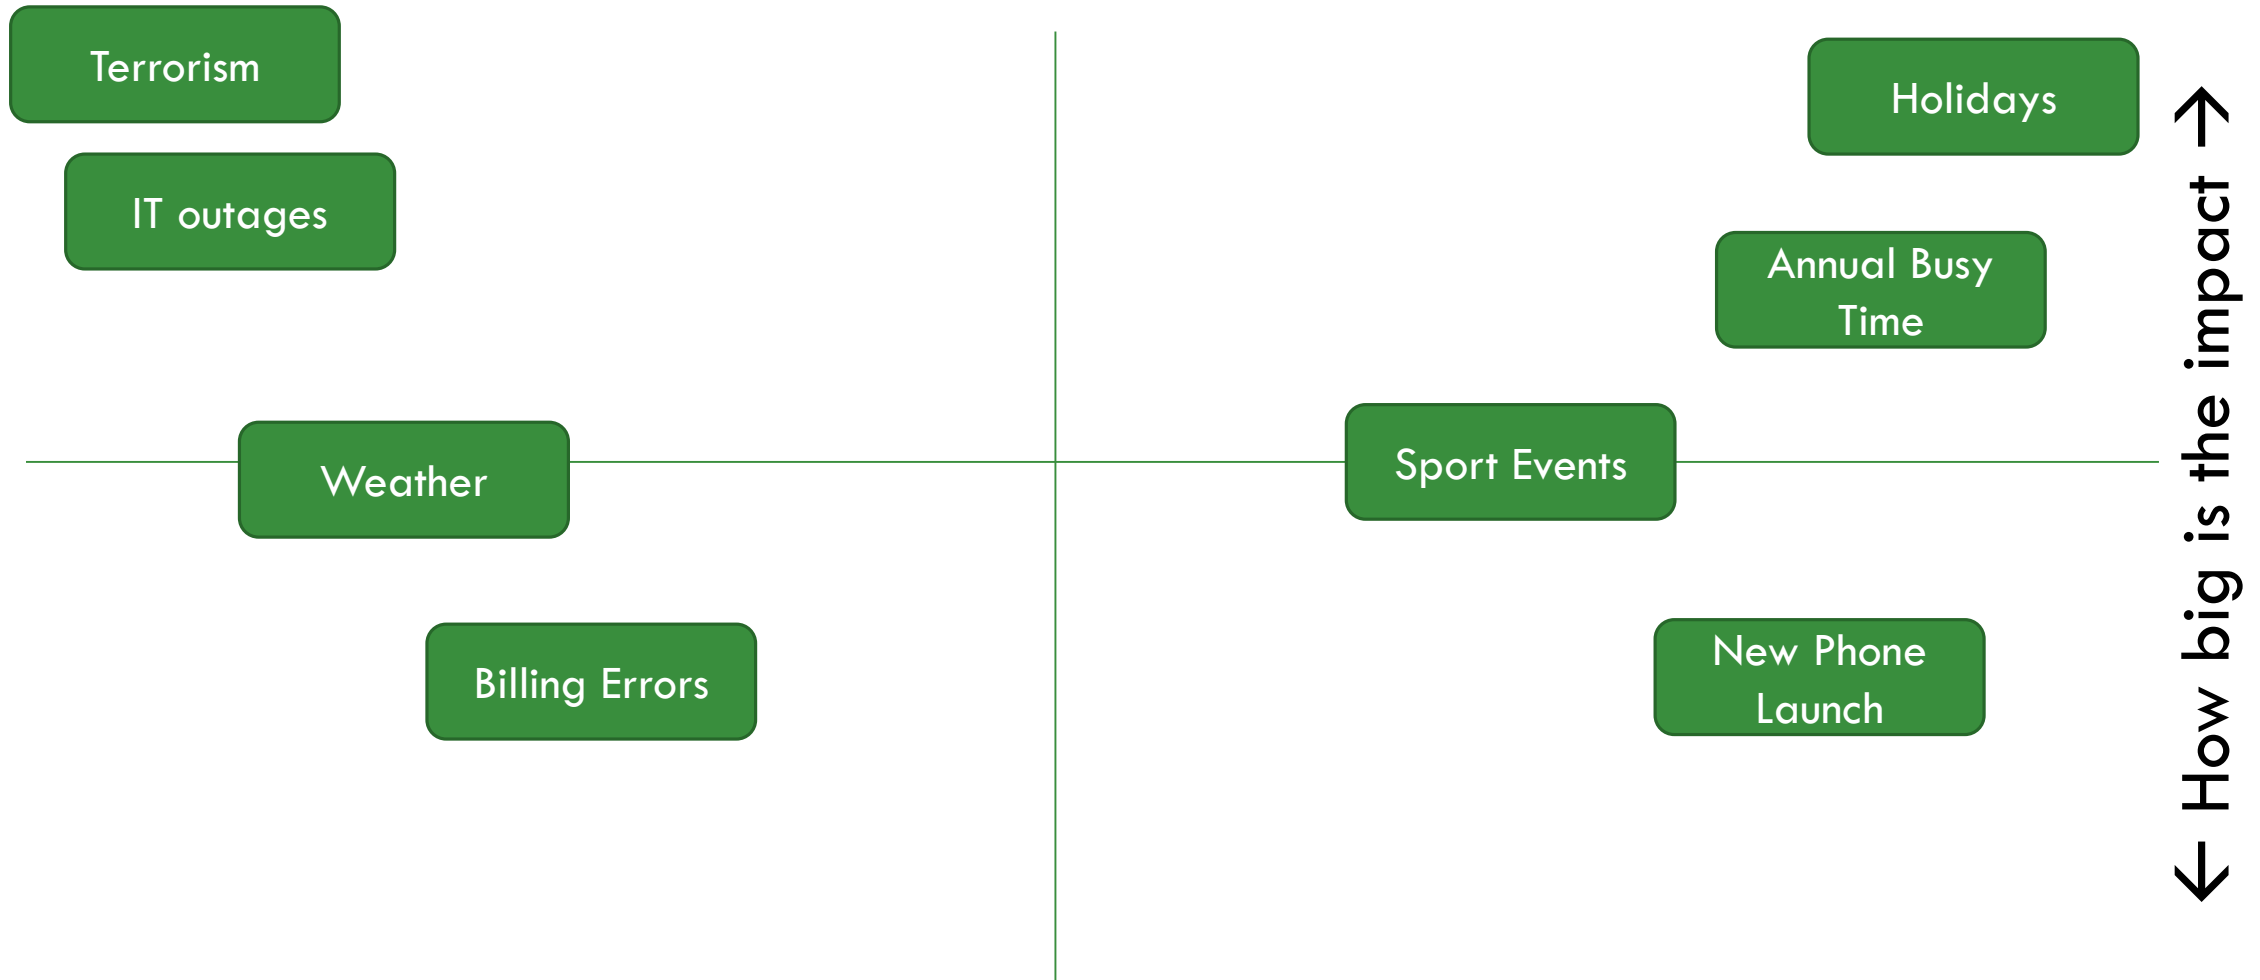 Terrorism
Holidays
IT outages
Annual Busy
Time
Weather
Sport Events
Billing Errors
New Phone
Launch
← How big is the impact →